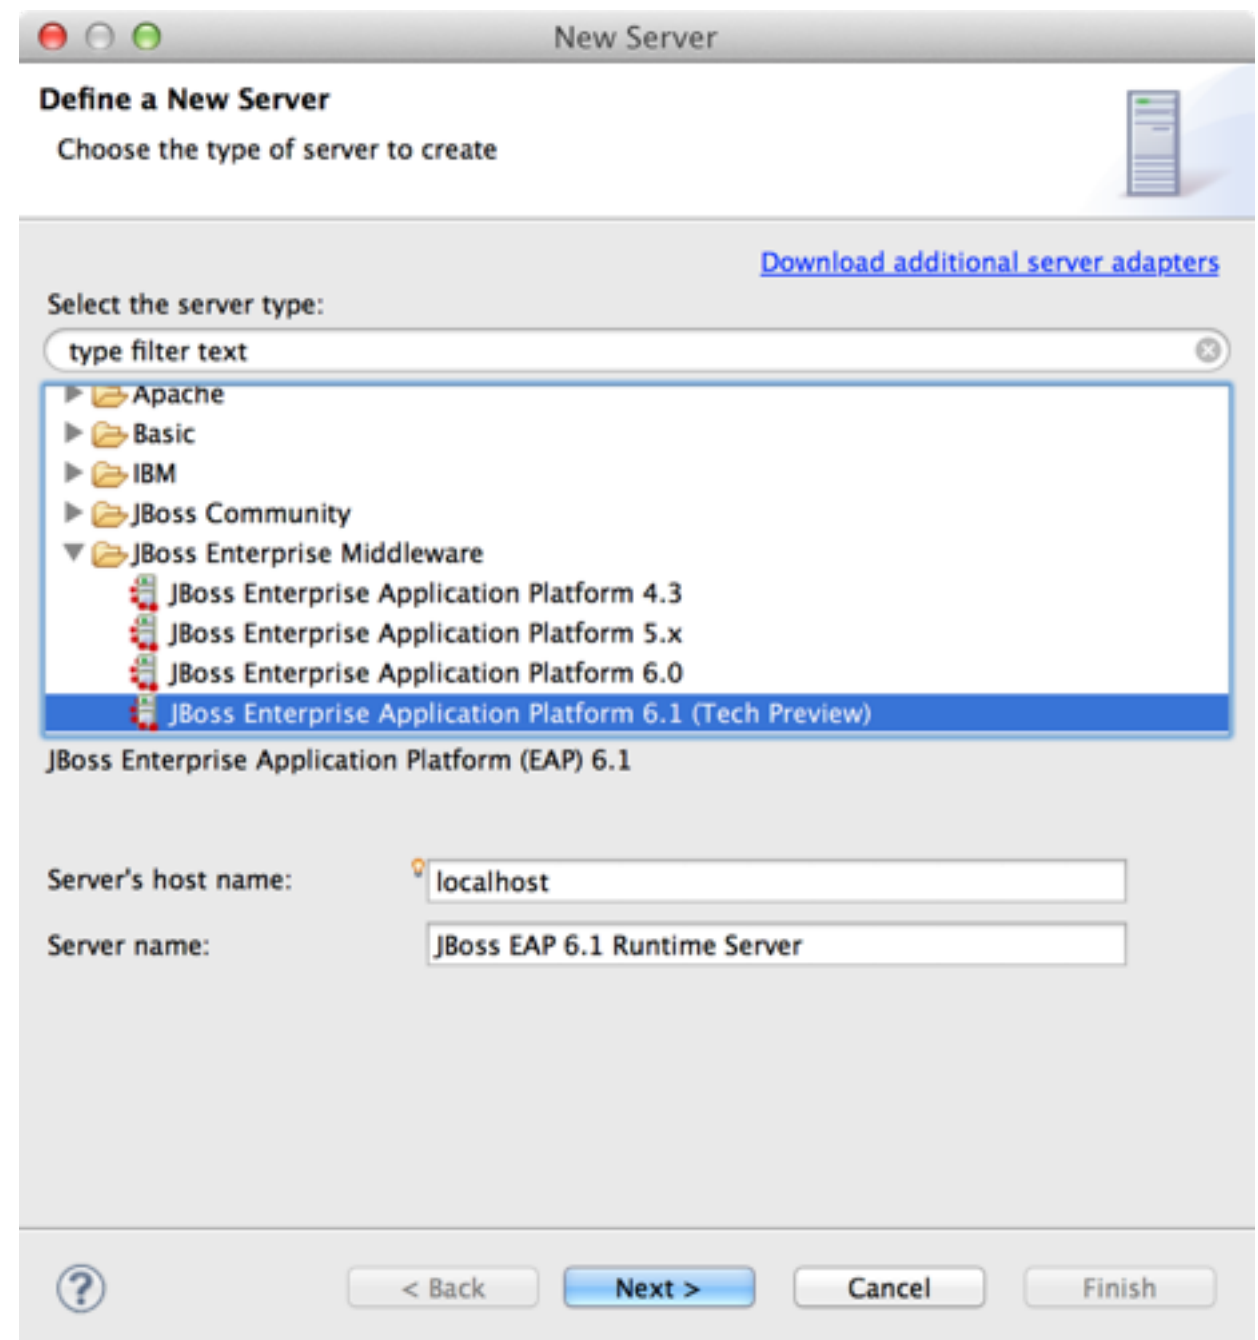 New Server
Define a New Server
Choose the type of server to create
Download additional server adapters
Select the server type:
type filter text
Apache
Basic
IBM
JBoss Community
JBoss Enterprise Middleware
JBoss Enterprise Application Platform 4.3
JBoss Enterprise Application Platform 5.x
JBoss Enterprise Application Platform 6.0
JBoss Enterprise Application Platform 6.1 (Tech Preview)
JBoss Enterprise Application Platform (EAP) 6.1
Server's host name: localhost
Server name: JBoss EAP 6.1 Runtime Server
? < Back Next > Cancel Finish